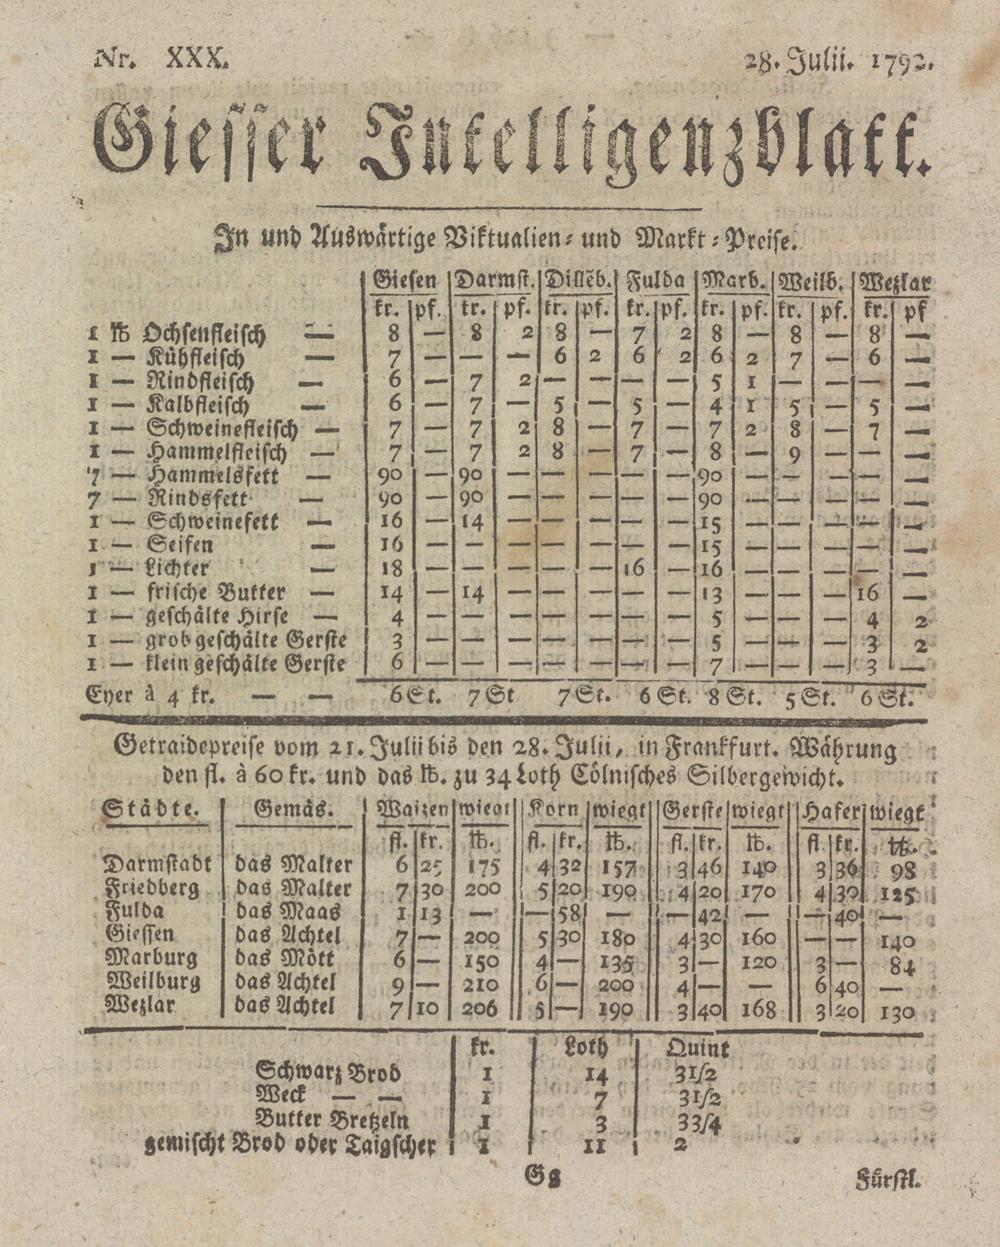 Nr. XXX. 28. Julii. 1792.
Giesser Intelligenzblatt.
In und Auswärtige Viktualien- und Markt-Preise.
Giesen Darmst. Dilleb. Fulda Marb. Weilb. Wezlar
kr. pf. kr. pf. kr. pf. kr. pf. kr. pf. kr. pf. kr. pf
1 ℔ Ochsenfleisch — 8 — 8 2 8 — 7 2 8 — 8 — 8 —
1 — Kühfleisch — 7 — — — 6 2 6 2 6 2 7 — 6 —
1 — Rindfleisch — 6 — 7 2 — — — — 5 1 — — — —
1 — Kalbfleisch — 6 — 7 — 5 — 5 — 4 1 5 — 5 —
1 — Schweinefleisch — 7 — 7 2 8 — 7 — 7 2 8 — 7 —
1 — Hammelfleisch — 7 — 7 2 8 — 7 — 8 — 9 — — —
7 — Hammelsfett — 90 — 90 — — — — — 90 — — — — —
7 — Rindsfett — 90 — 90 — — — — — 90 — — — — —
1 — Schweinefett — 16 — 14 — — — — — 15 — — — — —
1 — Seifen — 16 — — — — — — — 15 — — — — —
1 — Lichter — 18 — — — — — 16 — 16 — — — — —
1 — frische Butter — 14 — 14 — — — — — 13 — — — 16 —
1 — geschälte Hirse — 4 — — — — — — — 5 — — — 4 2
1 — grob geschälte Gerste 3 — — — — — — — 5 — — — 3 2
1 — klein geschälte Gerste 6 — — — — — — — 7 — — — 3 —
Eyer à 4 kr. — — 6 St. 7 St 7 St. 6 St. 8 St. 5 St. 6 St.
Getraidepreise vom 21. Julii bis den 28. Julii, in Frankfurt. Währung
den fl. à 60 kr. und das ℔. zu 34 Loth Cölnisches Silbergewicht.
Städte. Gemäs. Waizen wiegt Korn wiegt Gerste wiegt Hafer wiegt
fl. kr. ℔. fl. kr. ℔. fl. kr. ℔. fl. kr. ℔.
Darmstadt das Malter 6 25 175 4 32 157 3 46 140 3 36 98
Friedberg das Malter 7 30 200 5 20 190 4 20 170 4 30 125
Fulda das Maas 1 13 — — 58 — — 42 — — 40 —
Giessen das Achtel 7 — 200 5 30 180 4 30 160 — — 140
Marburg das Mött 6 — 150 4 — 135 3 — 120 3 — 84
Weilburg das Achtel 9 — 210 6 — 200 4 — — 6 40 —
Wezlar das Achtel 7 10 206 5 — 190 3 40 168 3 20 130
kr. Loth Quint
Schwarz Brod 1 14 3 1/2
Weck — — 1 7 3 1/2
Butter Bretzeln 1 3 3 3/4
gemischt Brod oder Taigscher 1 11 2
Gg Fürstl.